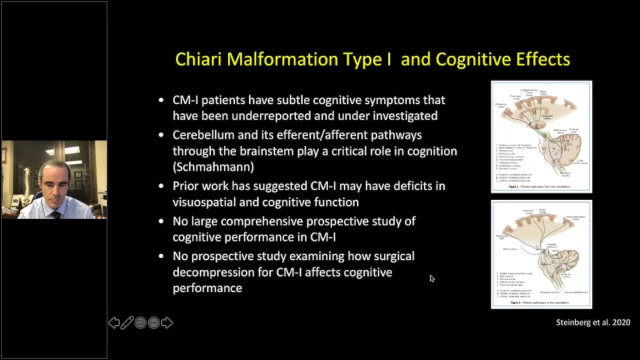 Chiari Malformation Type I and Cognitive Effects
• CM-I patients have subtle cognitive symptoms that
have been underreported and under investigated
• Cerebellum and its efferent/afferent pathways
through the brainstem play a critical role in cognition
(Schmahmann)
• Prior work has suggested CM-I may have deficits in
visuospatial and cognitive function
• No large comprehensive prospective study of
cognitive performance in CM-I
• No prospective study examining how surgical
decompression for CM-I affects cognitive
performance
Steinberg et al. 2020